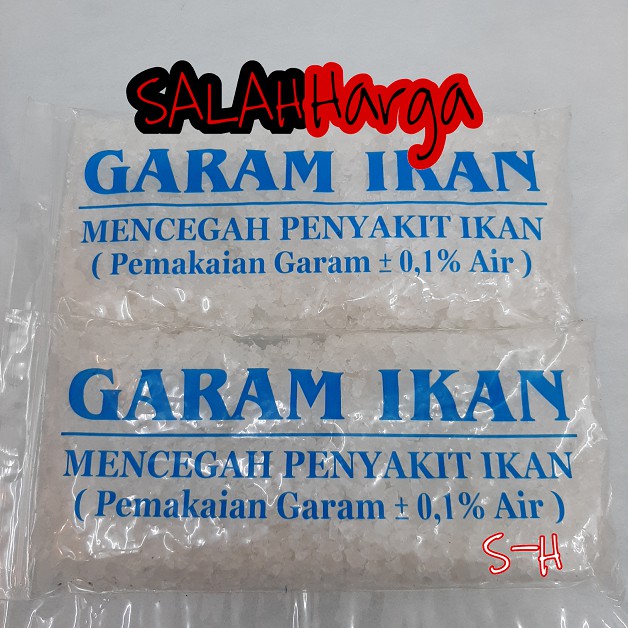 SALAHHarga
GARAM IKAN
MENCEGAH PENYAKIT IKAN
( Pemakaian Garam ± 0,1% Air )
GARAM IKAN
MENCEGAH PENYAKIT IKAN
( Pemakaian Garam ± 0,1% Air )
S-H